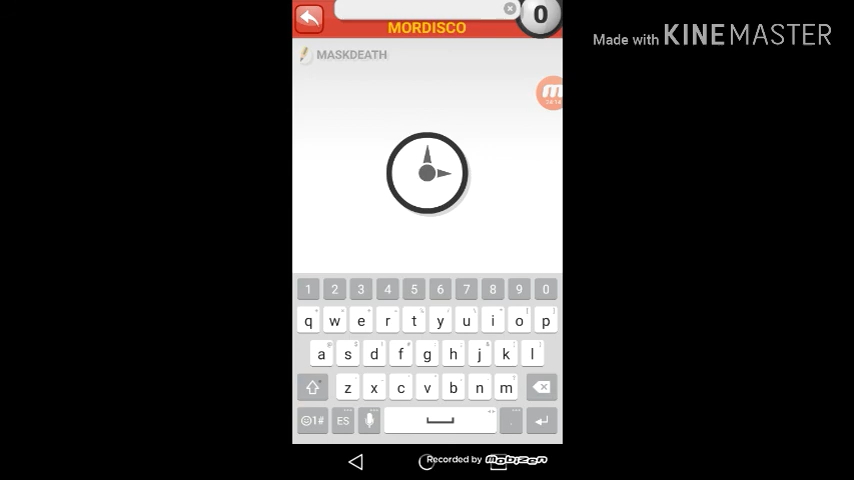 0
MORDISCO
Made with KINEMASTER
MASKDEATH
1 2 3 4 5 6 7 8 9 0
q w e r t y u i o p
a s d f g h j k l
z x c v b n m
1# ES .
Recorded by mobizen